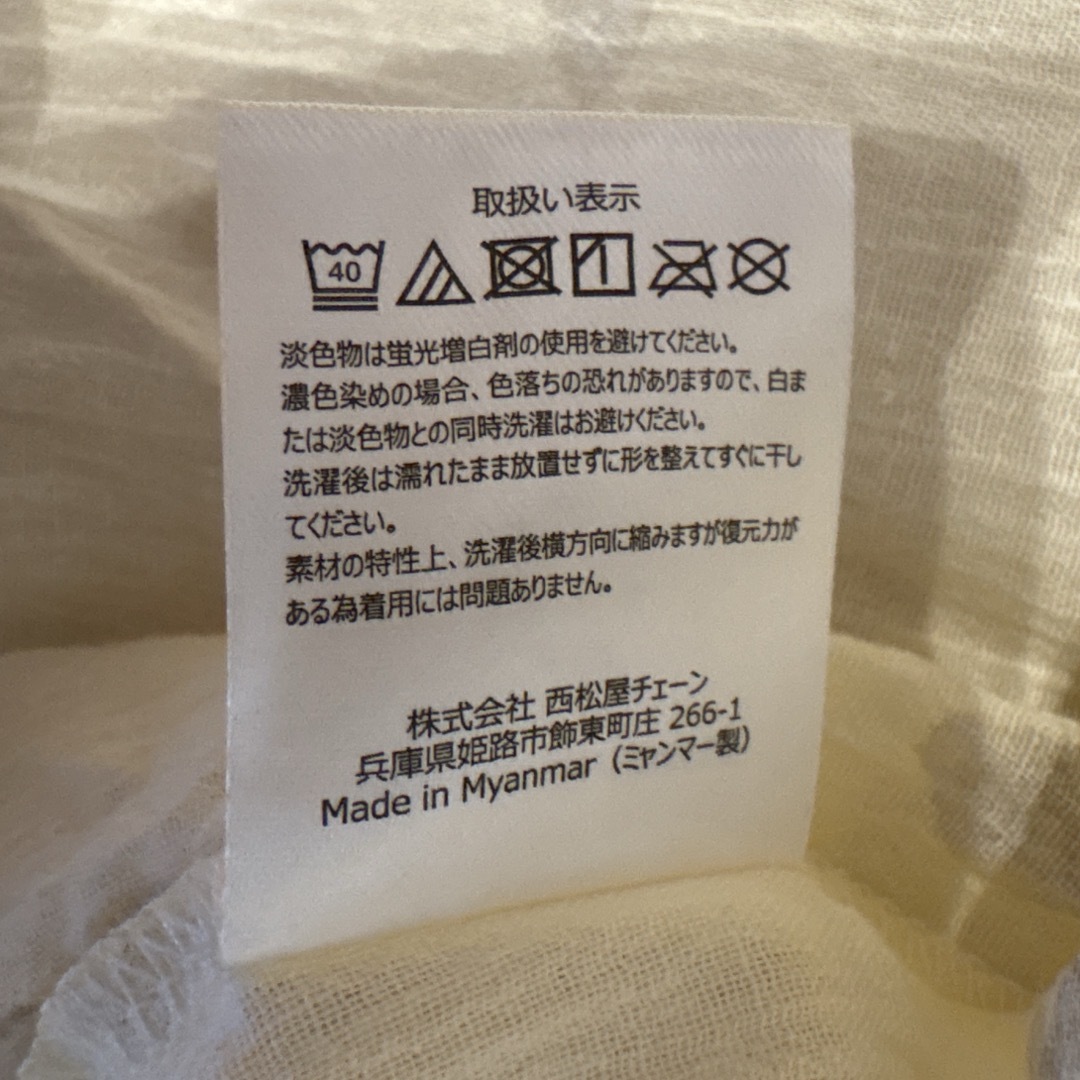 取扱い表示
40
淡色物は蛍光増白剤の使用を避けてください。
濃色染めの場合、色落ちの恐れがありますので、白ま
たは淡色物との同時洗濯はお避けください。
洗濯後は濡れたまま放置せずに形を整えてすぐに干し
てください。
素材の特性上、洗濯後横方向に縮みますが復元力が
ある為着用には問題ありません。
株式会社 西松屋チェーン
兵庫県姫路市飾東町庄 266-1
Made in Myanmar (ミャンマー製)